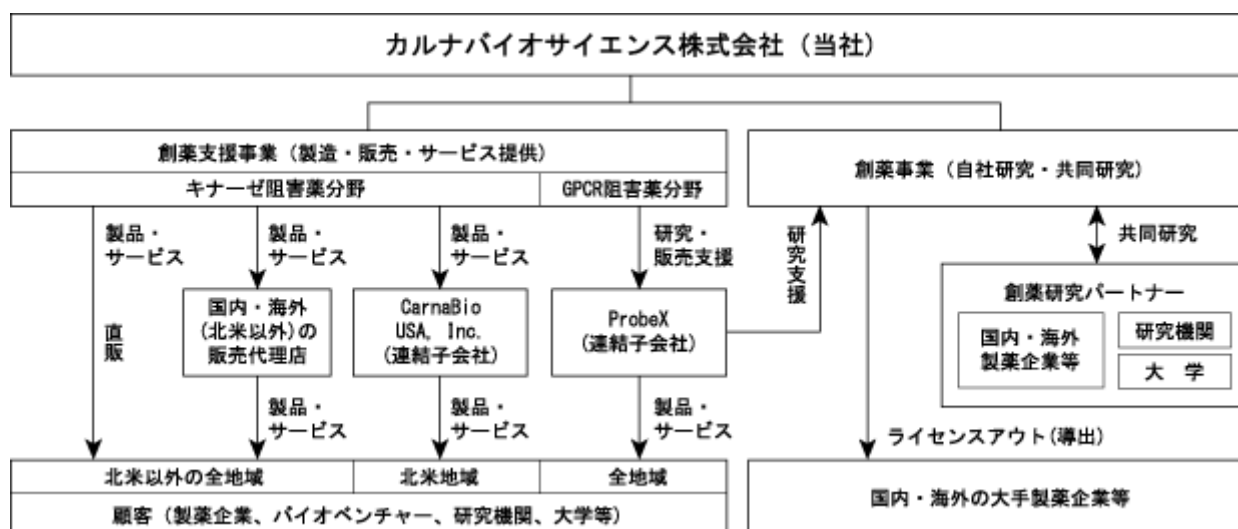 カルナバイオサイエンス株式会社（当社）
創薬支援事業（製造・販売・サービス提供）
キナーゼ阻害薬分野
GPCR阻害薬分野
創薬事業（自社研究・共同研究）
製品・
サービス
製品・
サービス
製品・
サービス
研究・
販売支援
研究支援
共同研究
直販
国内・海外
(北米以外)の
販売代理店
CarnaBio
USA, Inc.
(連結子会社)
ProbeX
(連結子会社)
創薬研究パートナー
国内・海外
製薬企業等
研究機関
大　学
製品・
サービス
製品・
サービス
製品・
サービス
ライセンスアウト(導出)
北米以外の全地域
北米地域
全地域
顧客（製薬企業、バイオベンチャー、研究機関、大学等）
国内・海外の大手製薬企業等